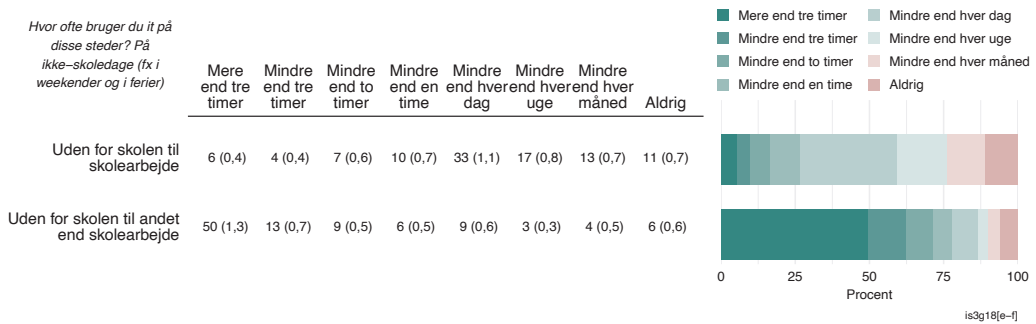 Hvor ofte bruger du it på
disse steder? På
ikke−skoledage (fx i
weekender og i ferier)
Mere end tre timer
Mindre end tre timer
Mindre end to timer
Mindre end en time
Mindre end hver dag
Mindre end hver uge
Mindre end hver måned
Aldrig
Mere Mindre Mindre Mindre Mindre Mindre Mindre
end tre end tre end to end en end hver end hver end hver
timer timer timer time dag uge måned Aldrig
Uden for skolen til
skolearbejde
6 (0,4) 4 (0,4) 7 (0,6) 10 (0,7) 33 (1,1) 17 (0,8) 13 (0,7) 11 (0,7)
Uden for skolen til andet
end skolearbejde
50 (1,3) 13 (0,7) 9 (0,5) 6 (0,5) 9 (0,6) 3 (0,3) 4 (0,5) 6 (0,6)
0 25 50 75 100
Procent
is3g18[e−f]